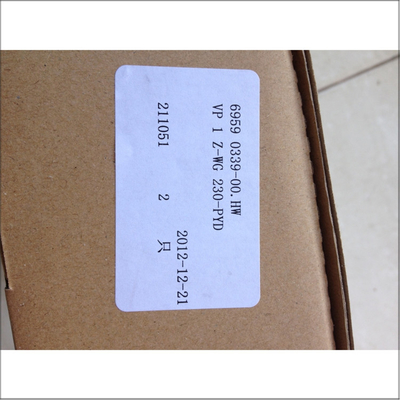 6959 0339-00.HW
VP 1 Z-WG 230-PYD
211051 2 只
2012-12-21